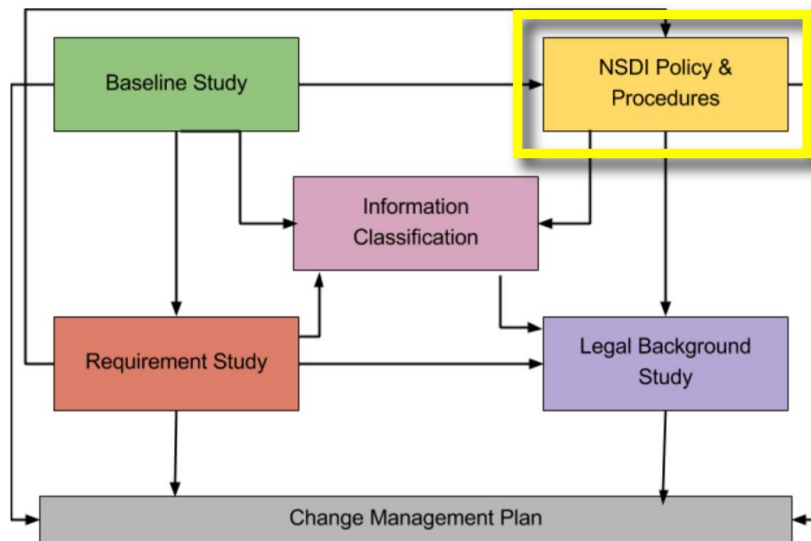 Baseline Study
NSDI Policy &
Procedures
Information
Classification
Requirement Study
Legal Background
Study
Change Management Plan